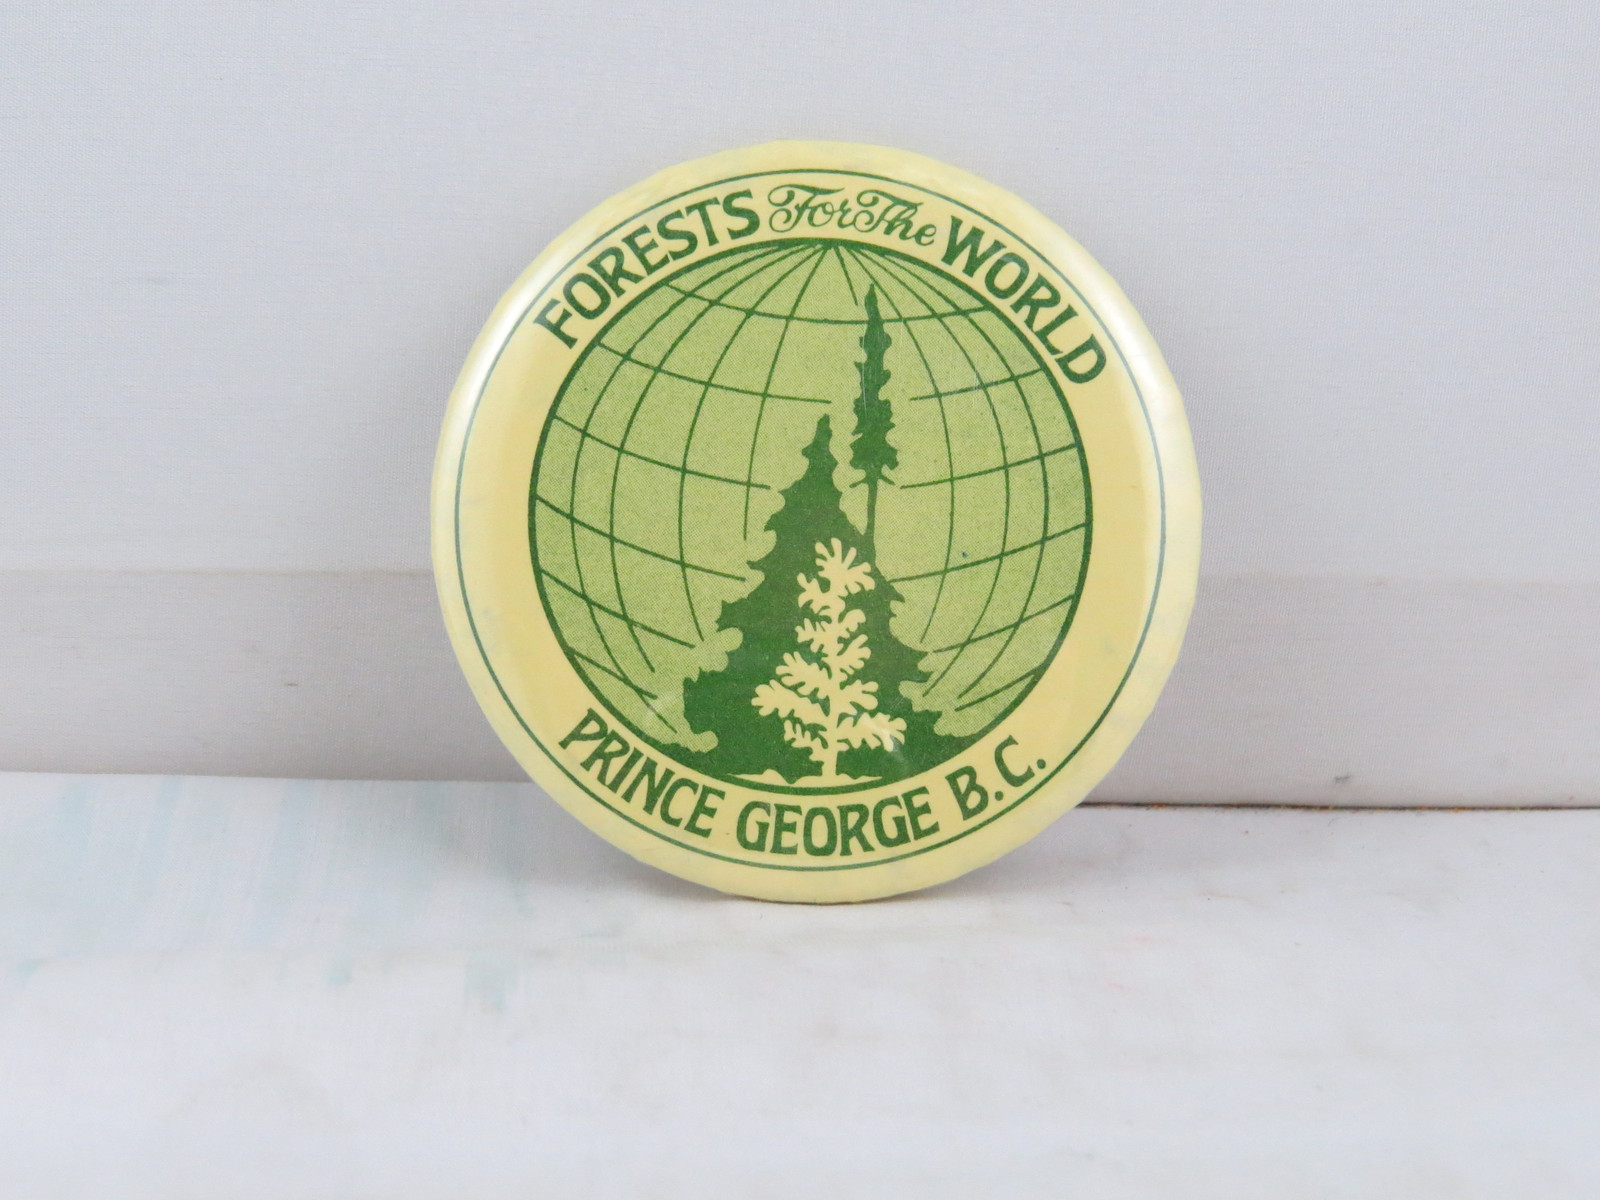 FORESTS For The WORLD
PRINCE GEORGE B.C.